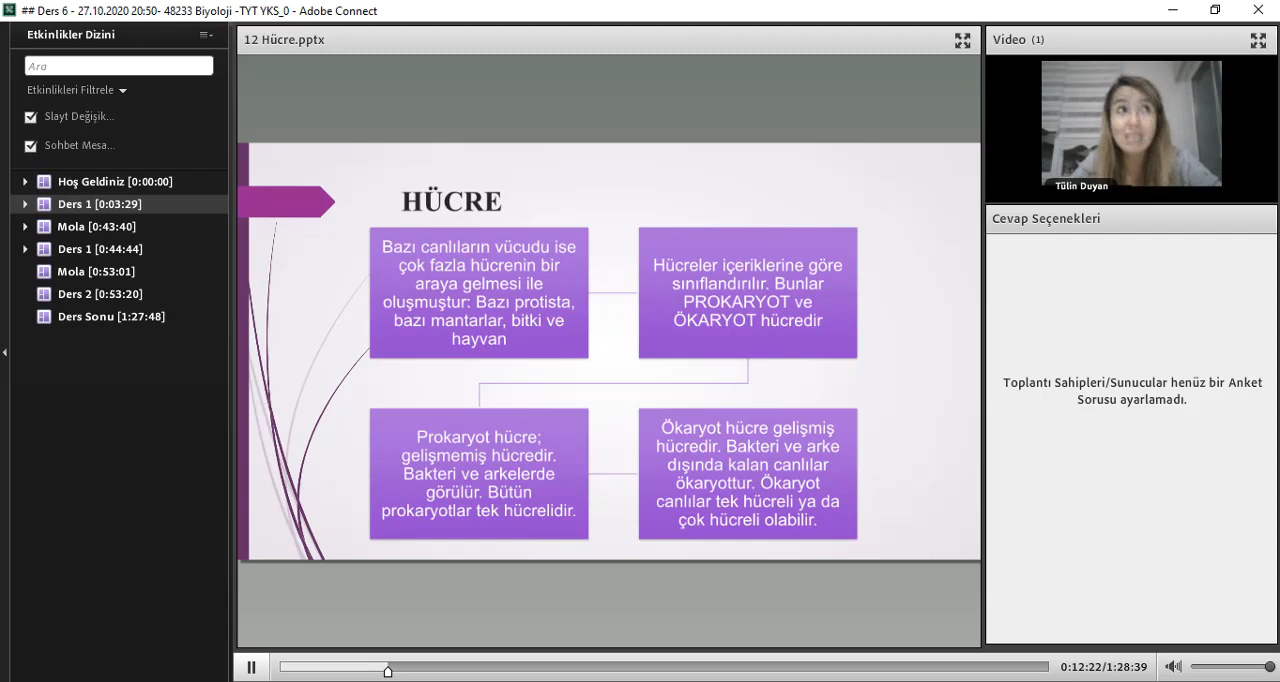 ## Ders 6 - 27.10.2020 20:50- 48233 Biyoloji -TYT YKS_0 - Adobe Connect
Etkinlikler Dizini
Ara
Etkinlikleri Filtrele
Slayt Değişik...
Sohbet Mesa...
Hoş Geldiniz [0:00:00]
Ders 1 [0:03:29]
Mola [0:43:40]
Ders 1 [0:44:44]
Mola [0:53:01]
Ders 2 [0:53:20]
Ders Sonu [1:27:48]
12 Hücre.pptx
HÜCRE
Bazı canlıların vücudu ise
çok fazla hücrenin bir
araya gelmesi ile
oluşmuştur: Bazı protista,
bazı mantarlar, bitki ve
hayvan
Hücreler içeriklerine göre
sınıflandırılır. Bunlar
PROKARYOT ve
ÖKARYOT hücredir
Prokaryot hücre;
gelişmemiş hücredir.
Bakteri ve arkelerde
görülür. Bütün
prokaryotlar tek hücrelidir.
Ökaryot hücre gelişmiş
hücredir. Bakteri ve arke
dışında kalan canlılar
ökaryottur. Ökaryot
canlılar tek hücreli ya da
çok hücreli olabilir.
Video (1)
Tülin Duyan
Cevap Seçenekleri
Toplantı Sahipleri/Sunucular henüz bir Anket
Sorusu ayarlamadı.
0:12:22/1:28:39